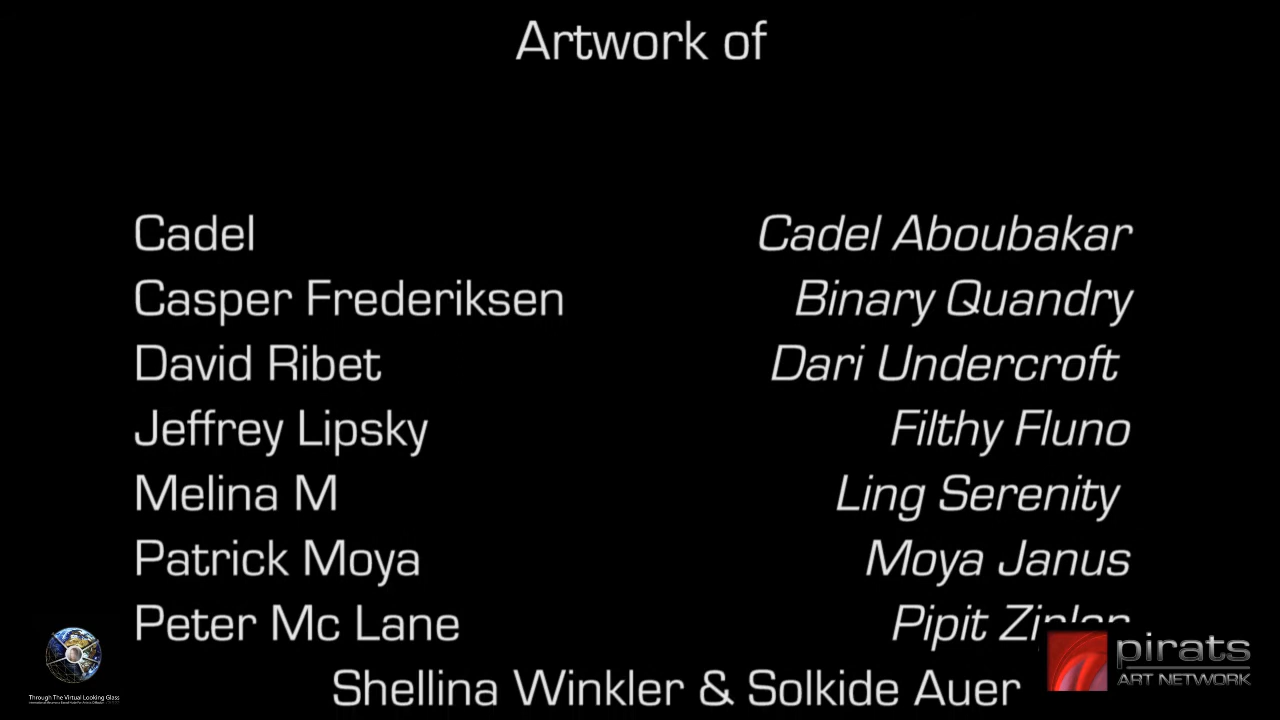 Artwork of
Cadel Cadel Aboubakar
Casper Frederiksen Binary Quandry
David Ribet Dari Undercroft
Jeffrey Lipsky Filthy Fluno
Melina M Ling Serenity
Patrick Moya Moya Janus
Peter Mc Lane Pipit
Shellina Winkler & Solkide Auer
pirats
ART NETWORK
Through The Virtual Looking Glass